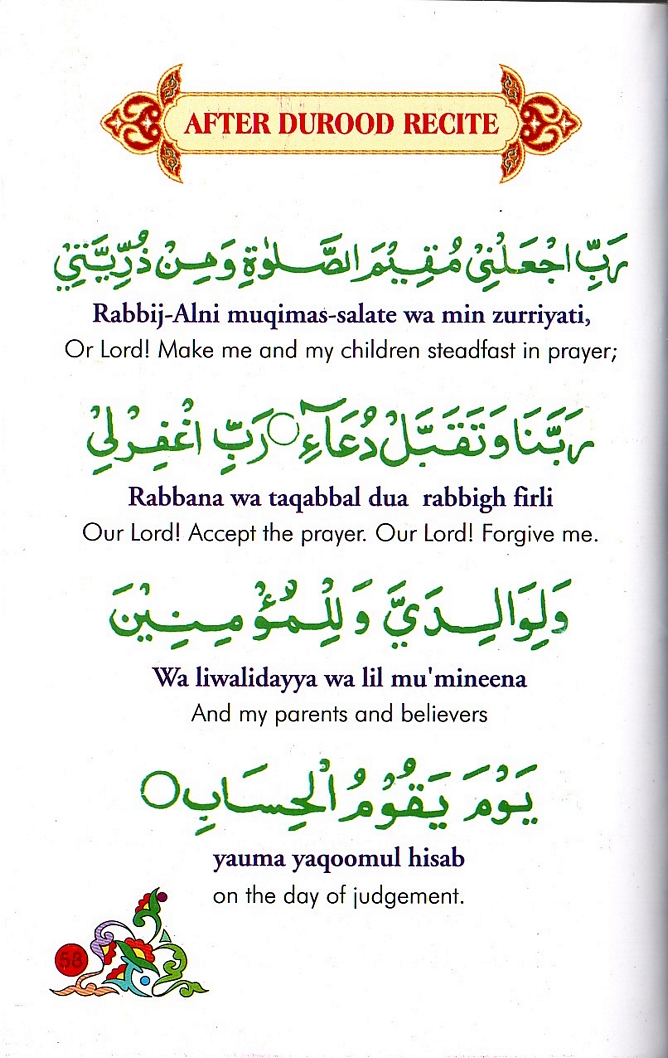 AFTER DUROOD RECITE
رَبِّ اجْعَلْنِيْ مُقِيْمَ الصَّلٰوةِ وَمِنْ ذُرِّيَّتِيْ
Rabbij-Alni muqimas-salate wa min zurriyati,
Or Lord! Make me and my children steadfast in prayer;
رَبَّنَا وَتَقَبَّلْ دُعَآءِ ○ رَبِّ اغْفِرْلِيْ
Rabbana wa taqabbal dua rabbigh firli
Our Lord! Accept the prayer. Our Lord! Forgive me.
وَلِوَالِدَيَّ وَلِلْمُؤْمِنِيْنَ
Wa liwalidayya wa lil mu'mineena
And my parents and believers
يَوْمَ يَقُوْمُ الْحِسَابِ ○
yauma yaqoomul hisab
on the day of judgement.
58